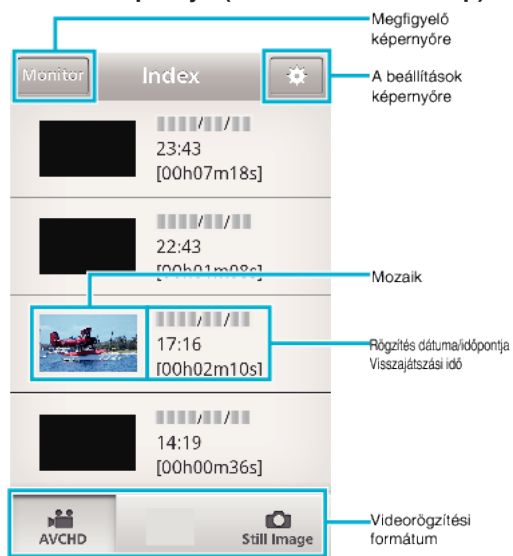 Megfigyelő
képernyőre
Monitor
Index
A beállítások
képernyőre
23:43
[00h07m18s]
22:43
[00h01m08s]
Mozaik
17:16
[00h02m10s]
Rögzítés dátuma/időpontja
Visszajátszási idő
14:19
[00h00m36s]
AVCHD
Still Image
Videorögzítési
formátum